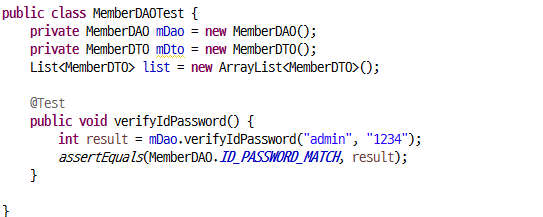 public class MemberDAOTest {
private MemberDAO mDao = new MemberDAO();
private MemberDTO mDto = new MemberDTO();
List<MemberDTO> list = new ArrayList<MemberDTO>();
@Test
public void verifyIdPassword() {
int result = mDao.verifyIdPassword("admin", "1234");
assertEquals(MemberDAO.ID_PASSWORD_MATCH, result);
}
}